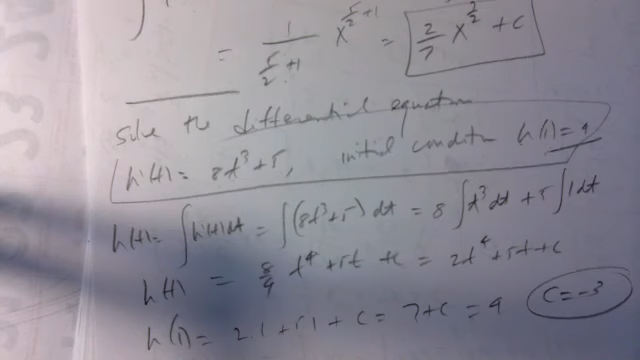 = 1/(5/2 + 1) x^(5/2 + 1) = 2/7 x^(7/2) + C
Solve the differential equation
h'(t) = 8t³ + 5, initial condition h(1) = 4
h(t) = ∫h'(t)dt = ∫(8t³ + 5) dt = 8 ∫t³dt + 5 ∫1dt
h(t) = 8/4 t⁴ + 5t + C = 2t⁴ + 5t + C
h(1) = 2·1 + 5·1 + C = 7 + C = 4 C = -3